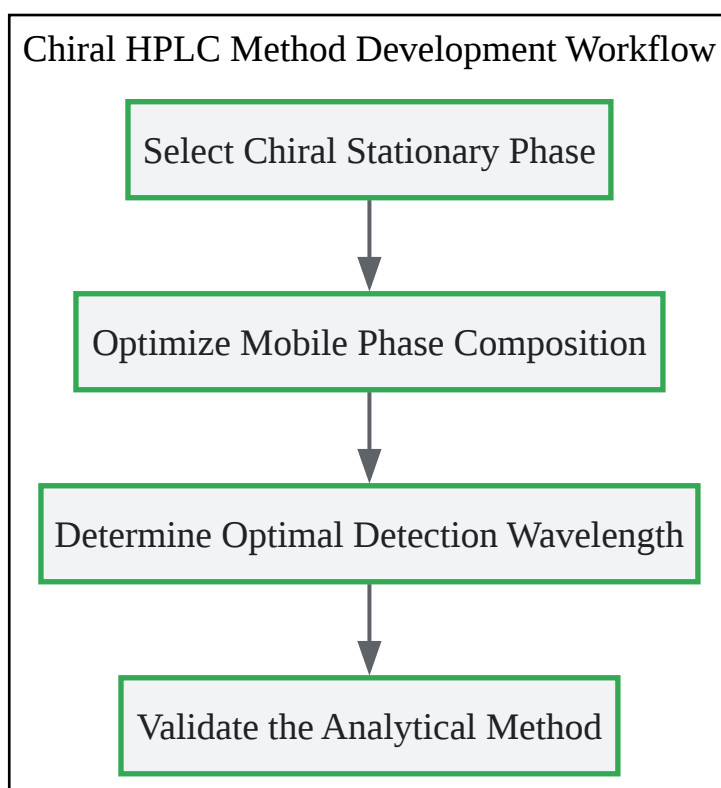 Chiral HPLC Method Development Workflow
Select Chiral Stationary Phase
Optimize Mobile Phase Composition
Determine Optimal Detection Wavelength
Validate the Analytical Method